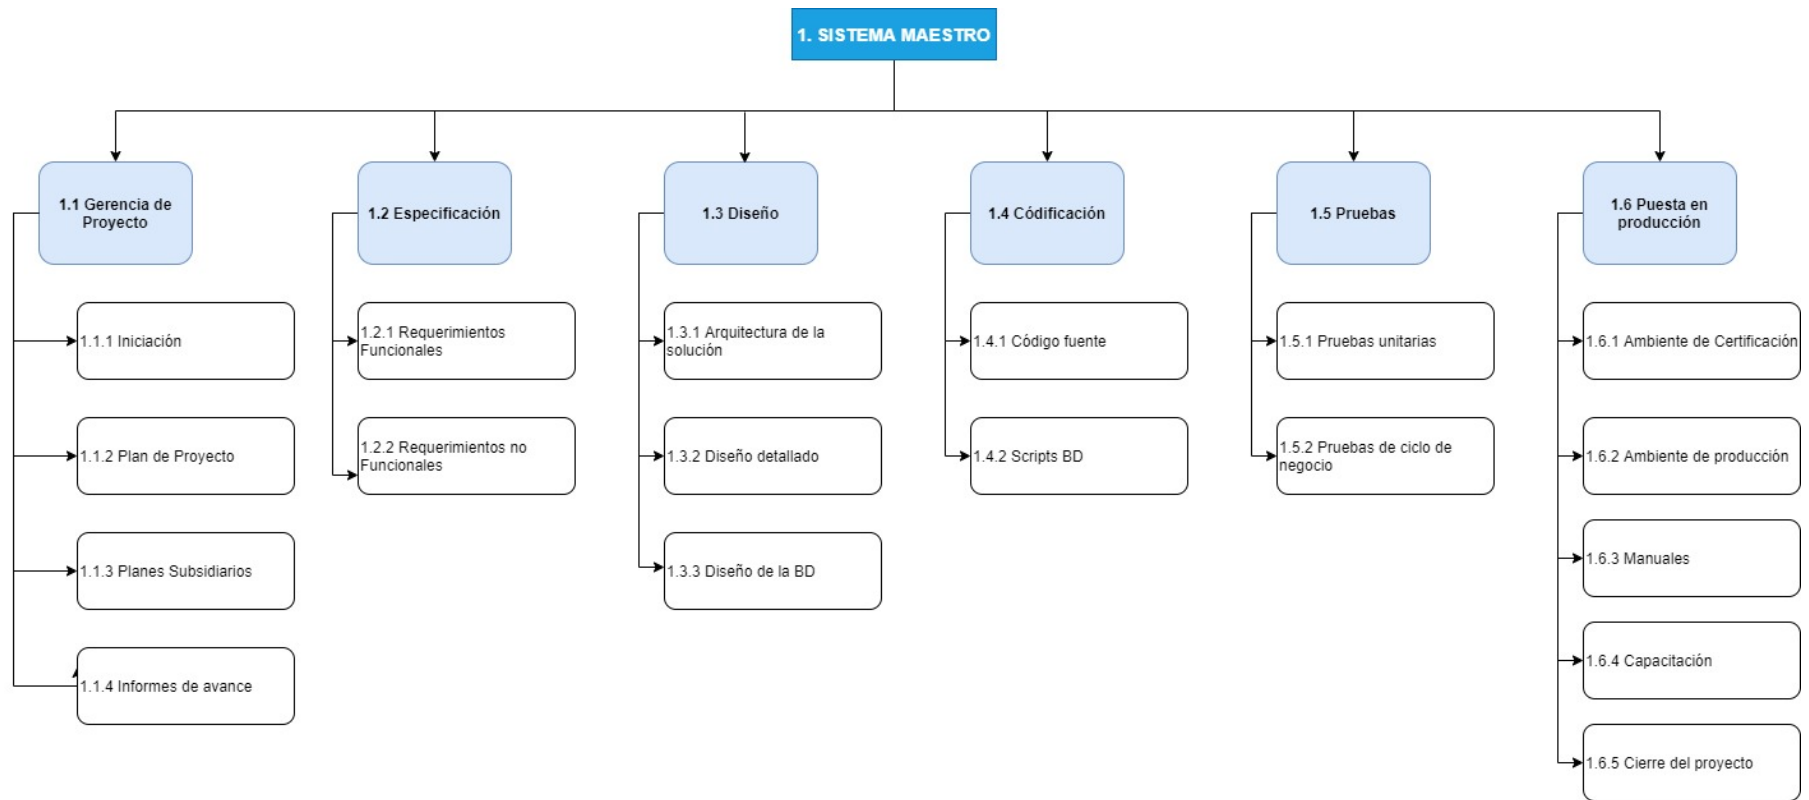 1. SISTEMA MAESTRO
1.1 Gerencia de
Proyecto
1.1.1 Iniciación
1.1.2 Plan de Proyecto
1.1.3 Planes Subsidiarios
1.1.4 Informes de avance
1.2 Especificación
1.2.1 Requerimientos
Funcionales
1.2.2 Requerimientos no
Funcionales
1.3 Diseño
1.3.1 Arquitectura de la
solución
1.3.2 Diseño detallado
1.3.3 Diseño de la BD
1.4 Códificación
1.4.1 Código fuente
1.4.2 Scripts BD
1.5 Pruebas
1.5.1 Pruebas unitarias
1.5.2 Pruebas de ciclo de
negocio
1.6 Puesta en
producción
1.6.1 Ambiente de Certificación
1.6.2 Ambiente de producción
1.6.3 Manuales
1.6.4 Capacitación
1.6.5 Cierre del proyecto